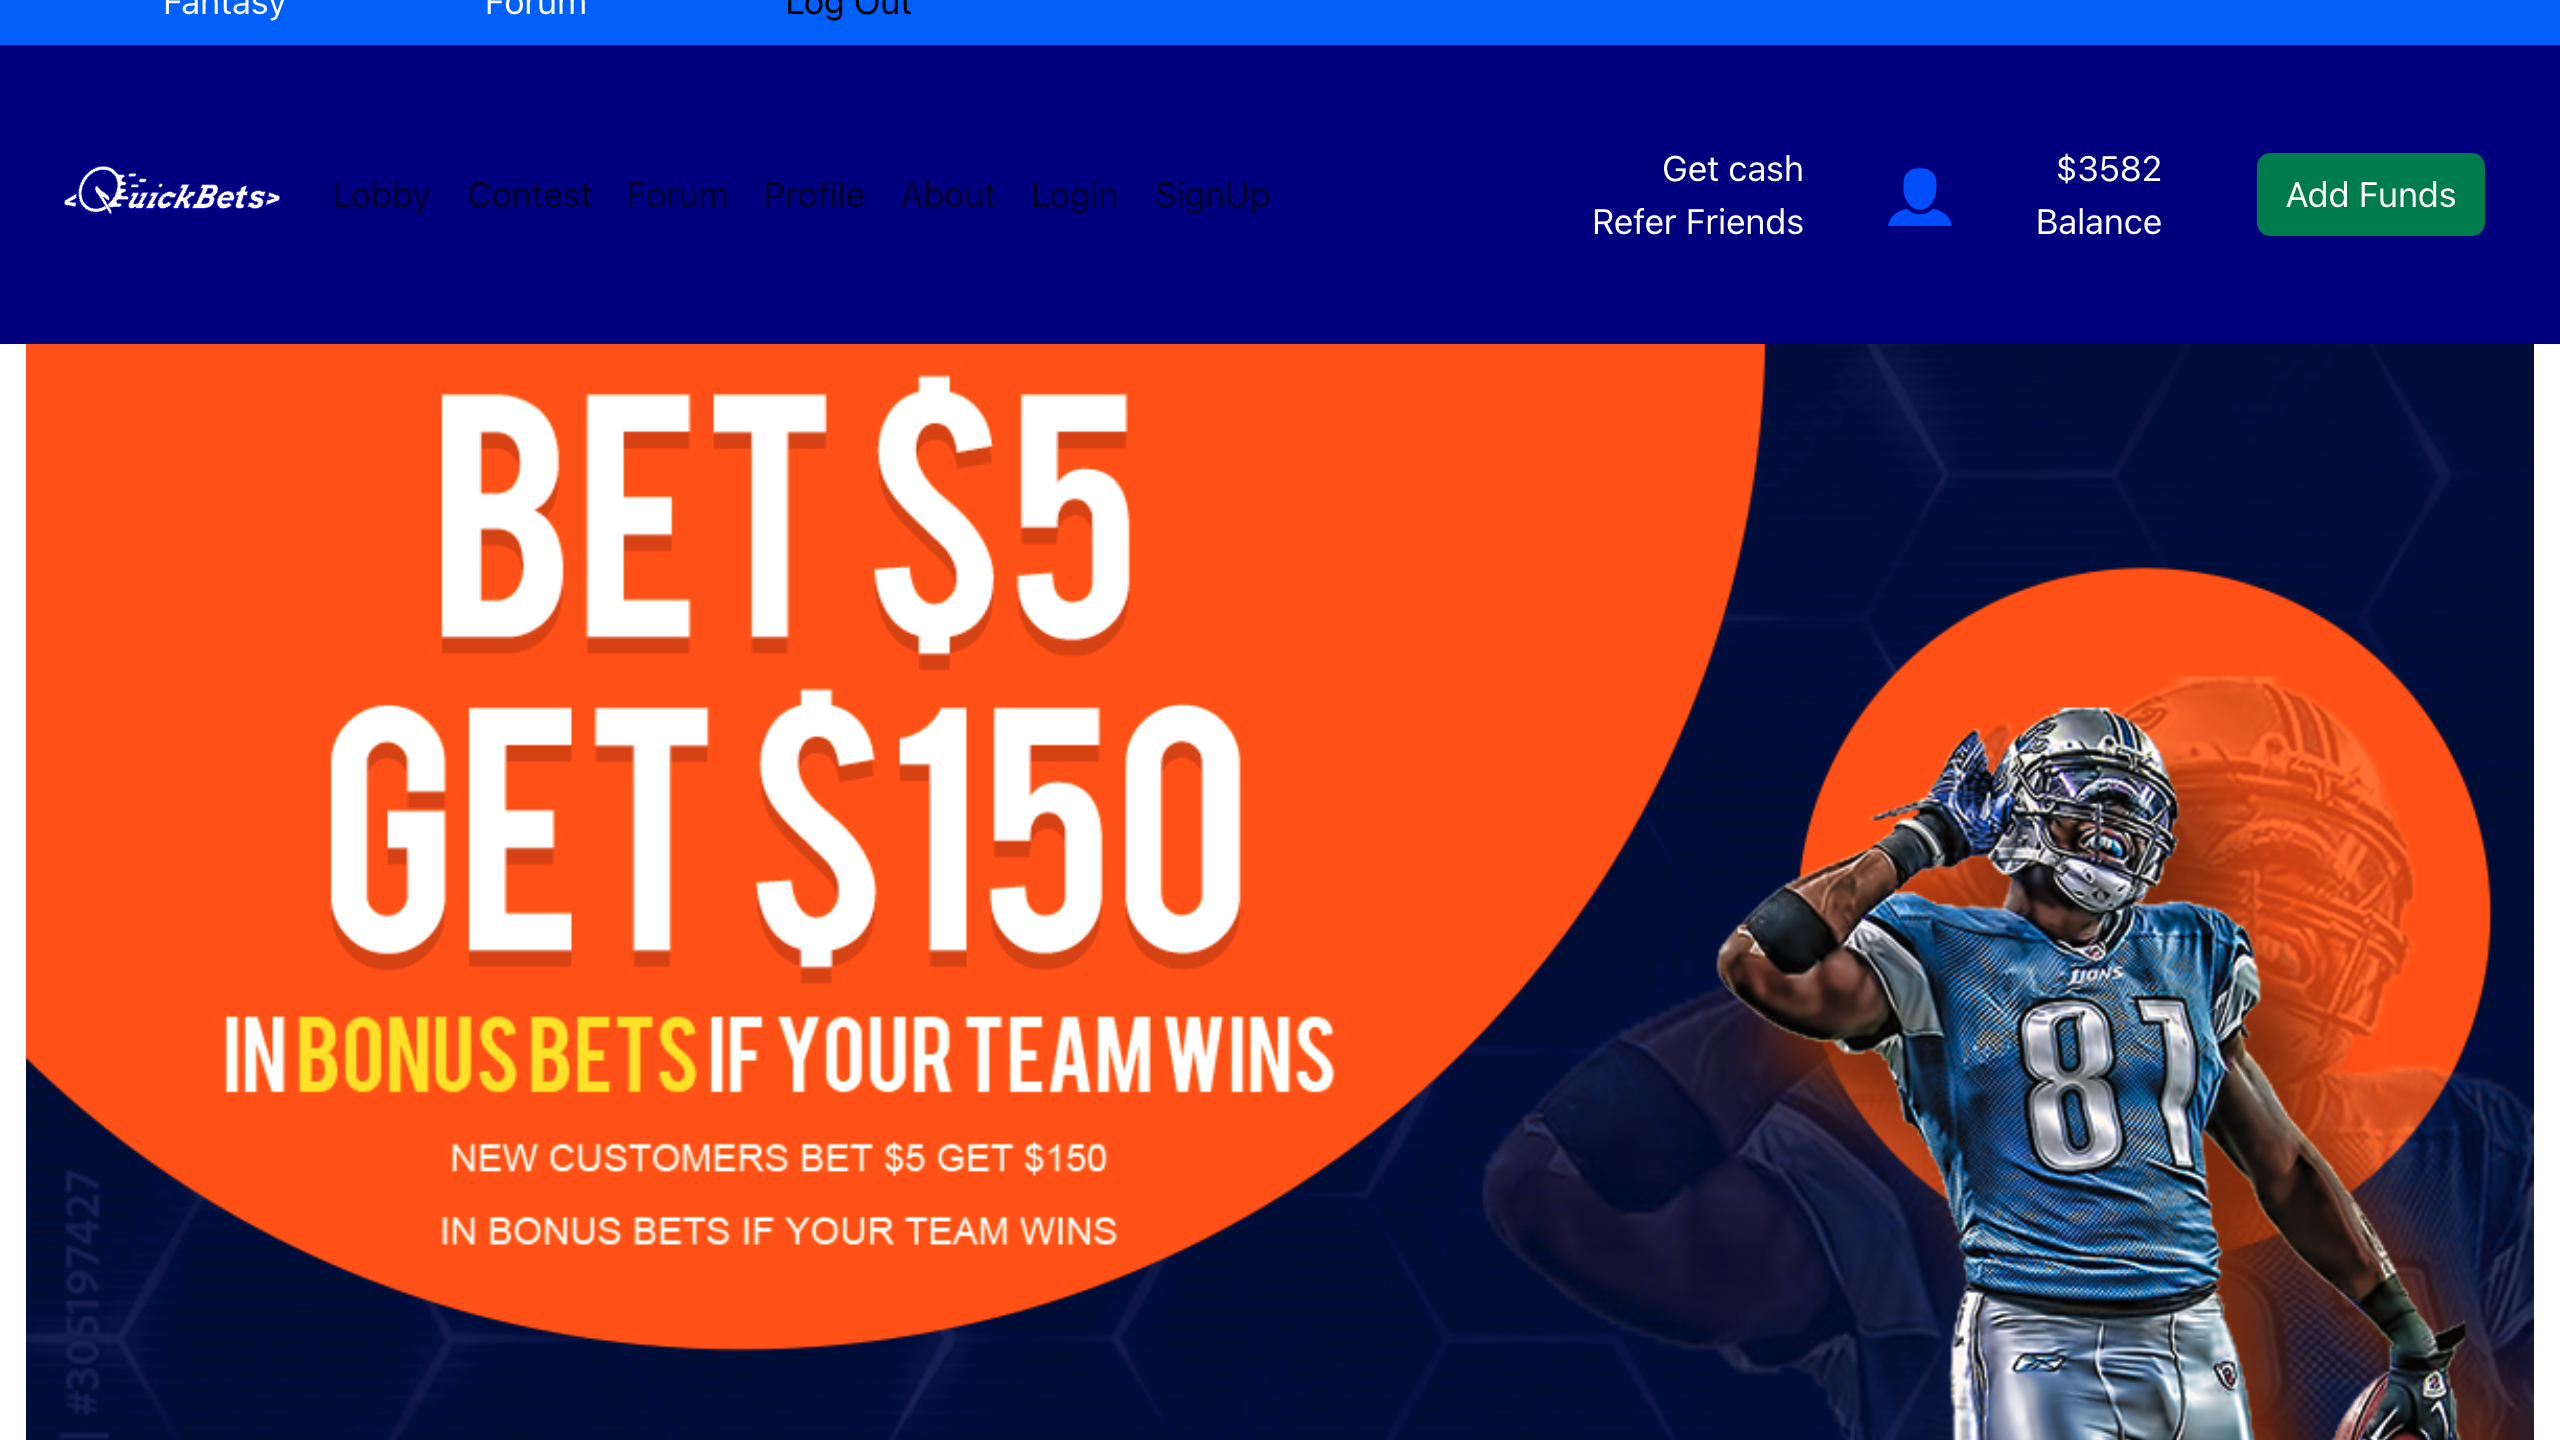 Fantasy Forum Log Out
<QuickBets> Lobby Contest Forum Profile About Login SignUp
Get cash
Refer Friends
$3582
Balance
Add Funds
BET $5
GET $150
IN BONUS BETS IF YOUR TEAM WINS
NEW CUSTOMERS BET $5 GET $150
IN BONUS BETS IF YOUR TEAM WINS
LIONS
81
| #305197427